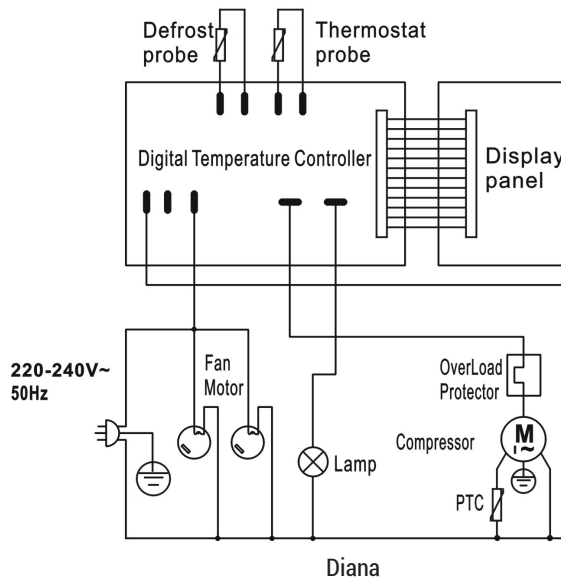 Defrost
probe
Thermostat
probe
Digital Temperature Controller
Display
panel
220-240V~
50Hz
Fan
Motor
OverLoad
Protector
Compressor
M
~
Lamp
PTC
Diana